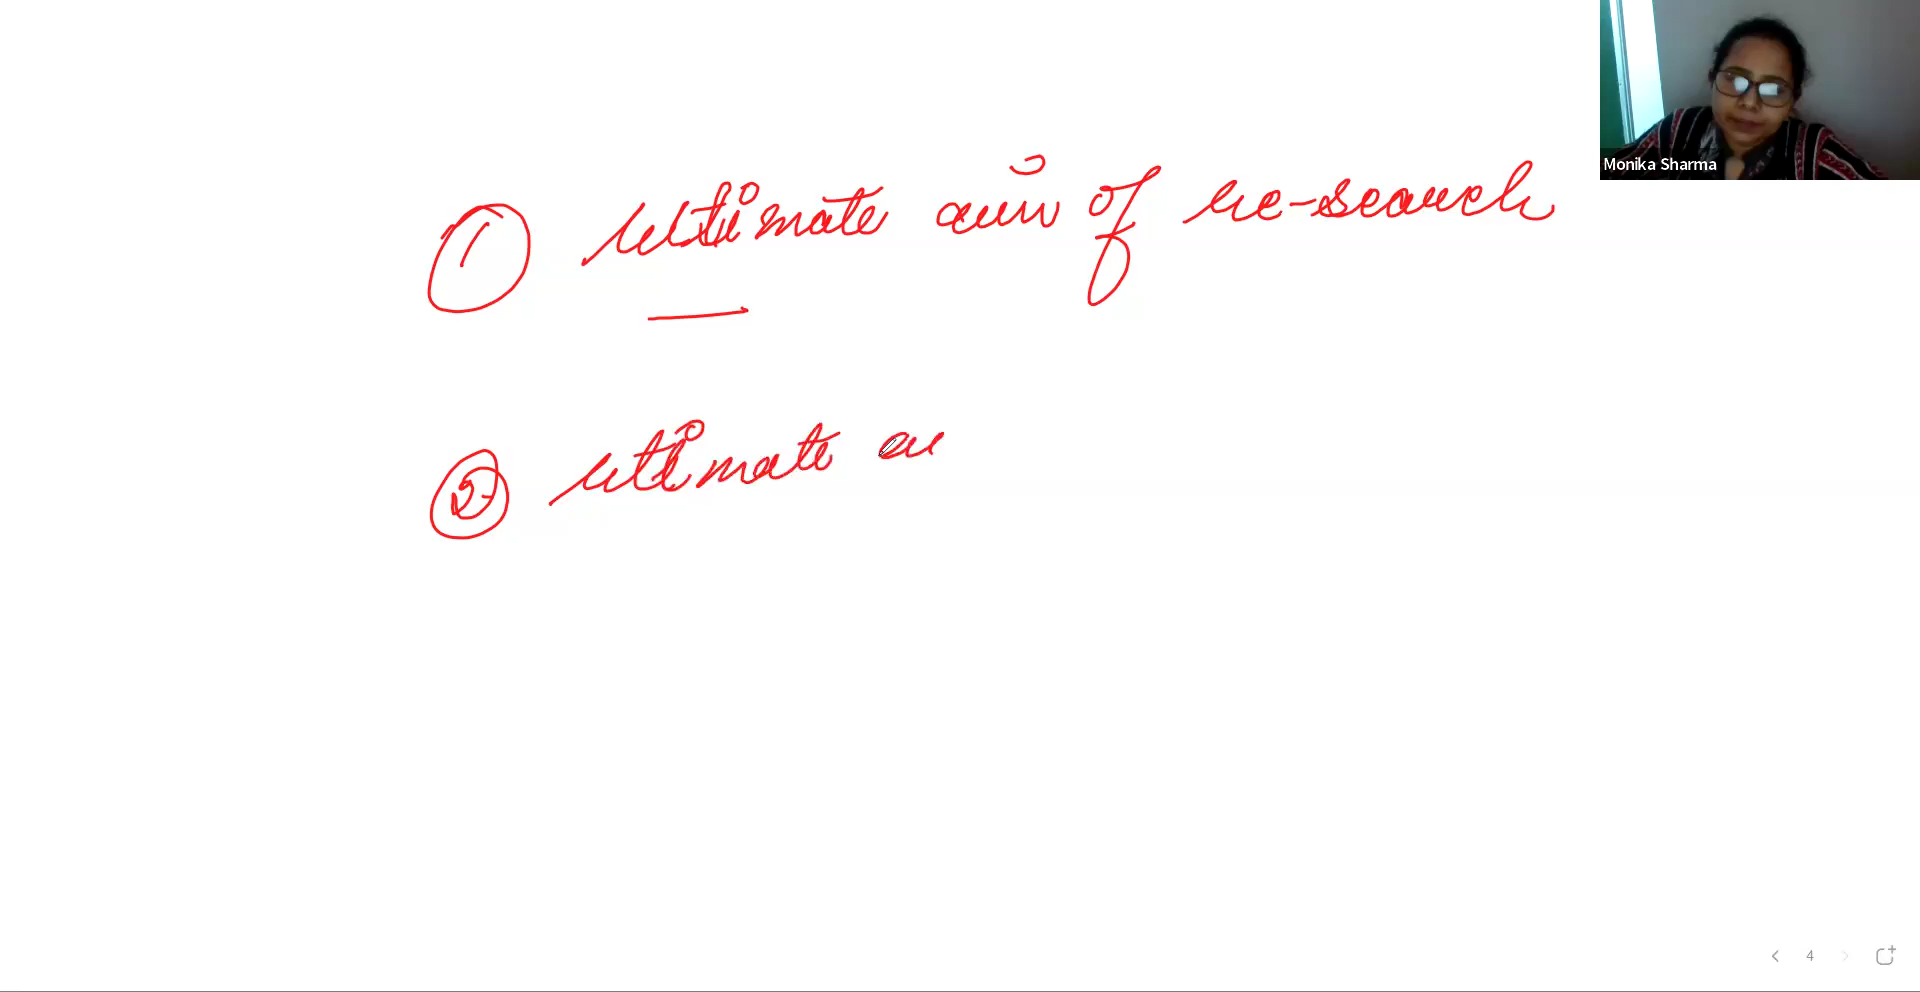 Monika Sharma
① ultimate aim of re-search
② ultimate
4